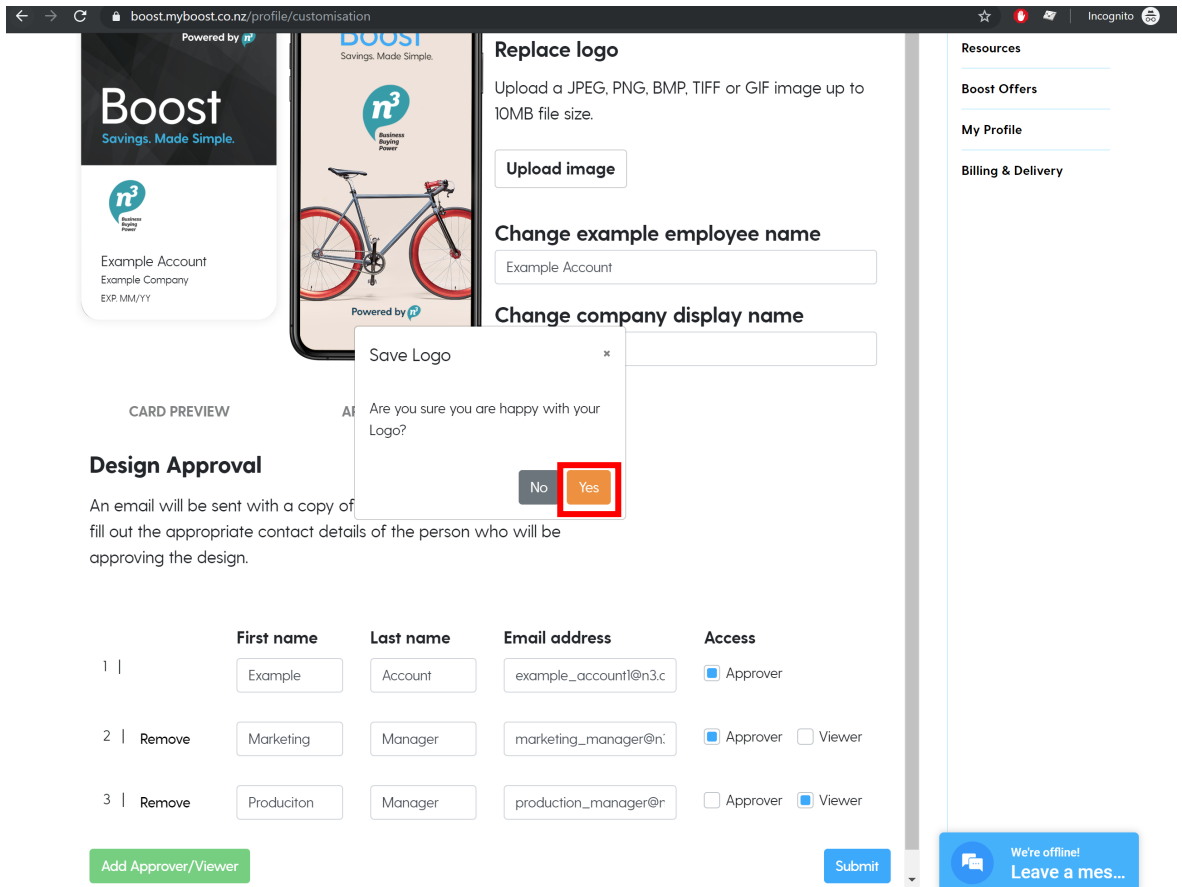 boost.myboost.co.nz/profile/customisation
Incognito
Powered by n³
Boost
Savings. Made Simple.
n³
Business
Buying
Power
Example Account
Example Company
EXP. MM/YY
Boost
Savings. Made Simple.
n³
Business
Buying
Power
Powered by n³
CARD PREVIEW
Replace logo
Upload a JPEG, PNG, BMP, TIFF or GIF image up to
10MB file size.
Upload image
Change example employee name
Example Account
Change company display name
Save Logo
×
Are you sure you are happy with your
Logo?
No
Yes
Design Approval
An email will be sent with a copy of
fill out the appropriate contact details of the person who will be
approving the design.
First name Last name Email address Access
1 | Example Account example_account1@n3.c Approver
2 | Remove Marketing Manager marketing_manager@n Approver Viewer
3 | Remove Produciton Manager production_manager@n Approver Viewer
Add Approver/Viewer
Submit
Resources
Boost Offers
My Profile
Billing & Delivery
We're offline!
Leave a mes...